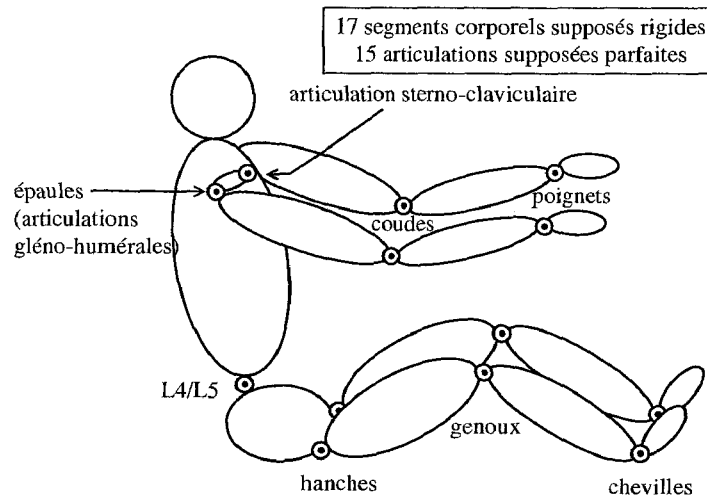 17 segments corporels supposés rigides
15 articulations supposées parfaites
articulation sterno-claviculaire
épaules
(articulations
gléno-humérales)
poignets
coudes
L4/L5
genoux
hanches
chevilles